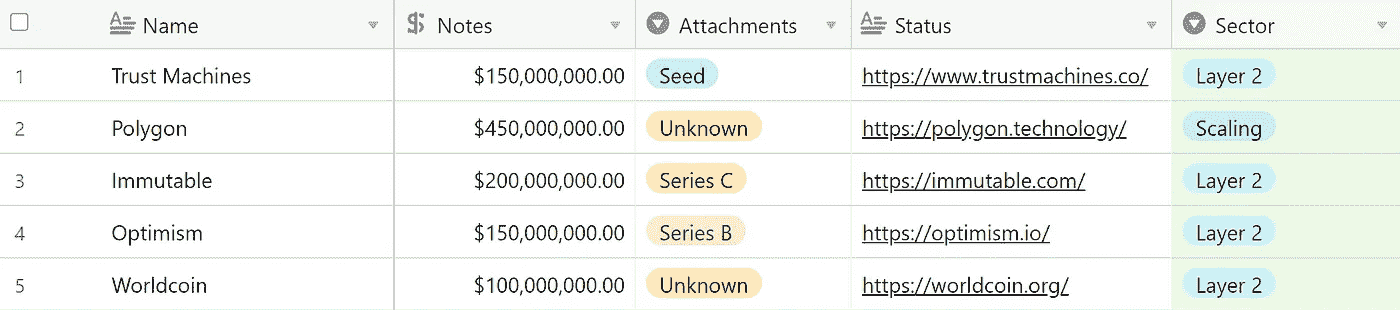 Name Notes Attachments Status Sector
1 Trust Machines $150,000,000.00 Seed https://www.trustmachines.co/ Layer 2
2 Polygon $450,000,000.00 Unknown https://polygon.technology/ Scaling
3 Immutable $200,000,000.00 Series C https://immutable.com/ Layer 2
4 Optimism $150,000,000.00 Series B https://optimism.io/ Layer 2
5 Worldcoin $100,000,000.00 Unknown https://worldcoin.org/ Layer 2